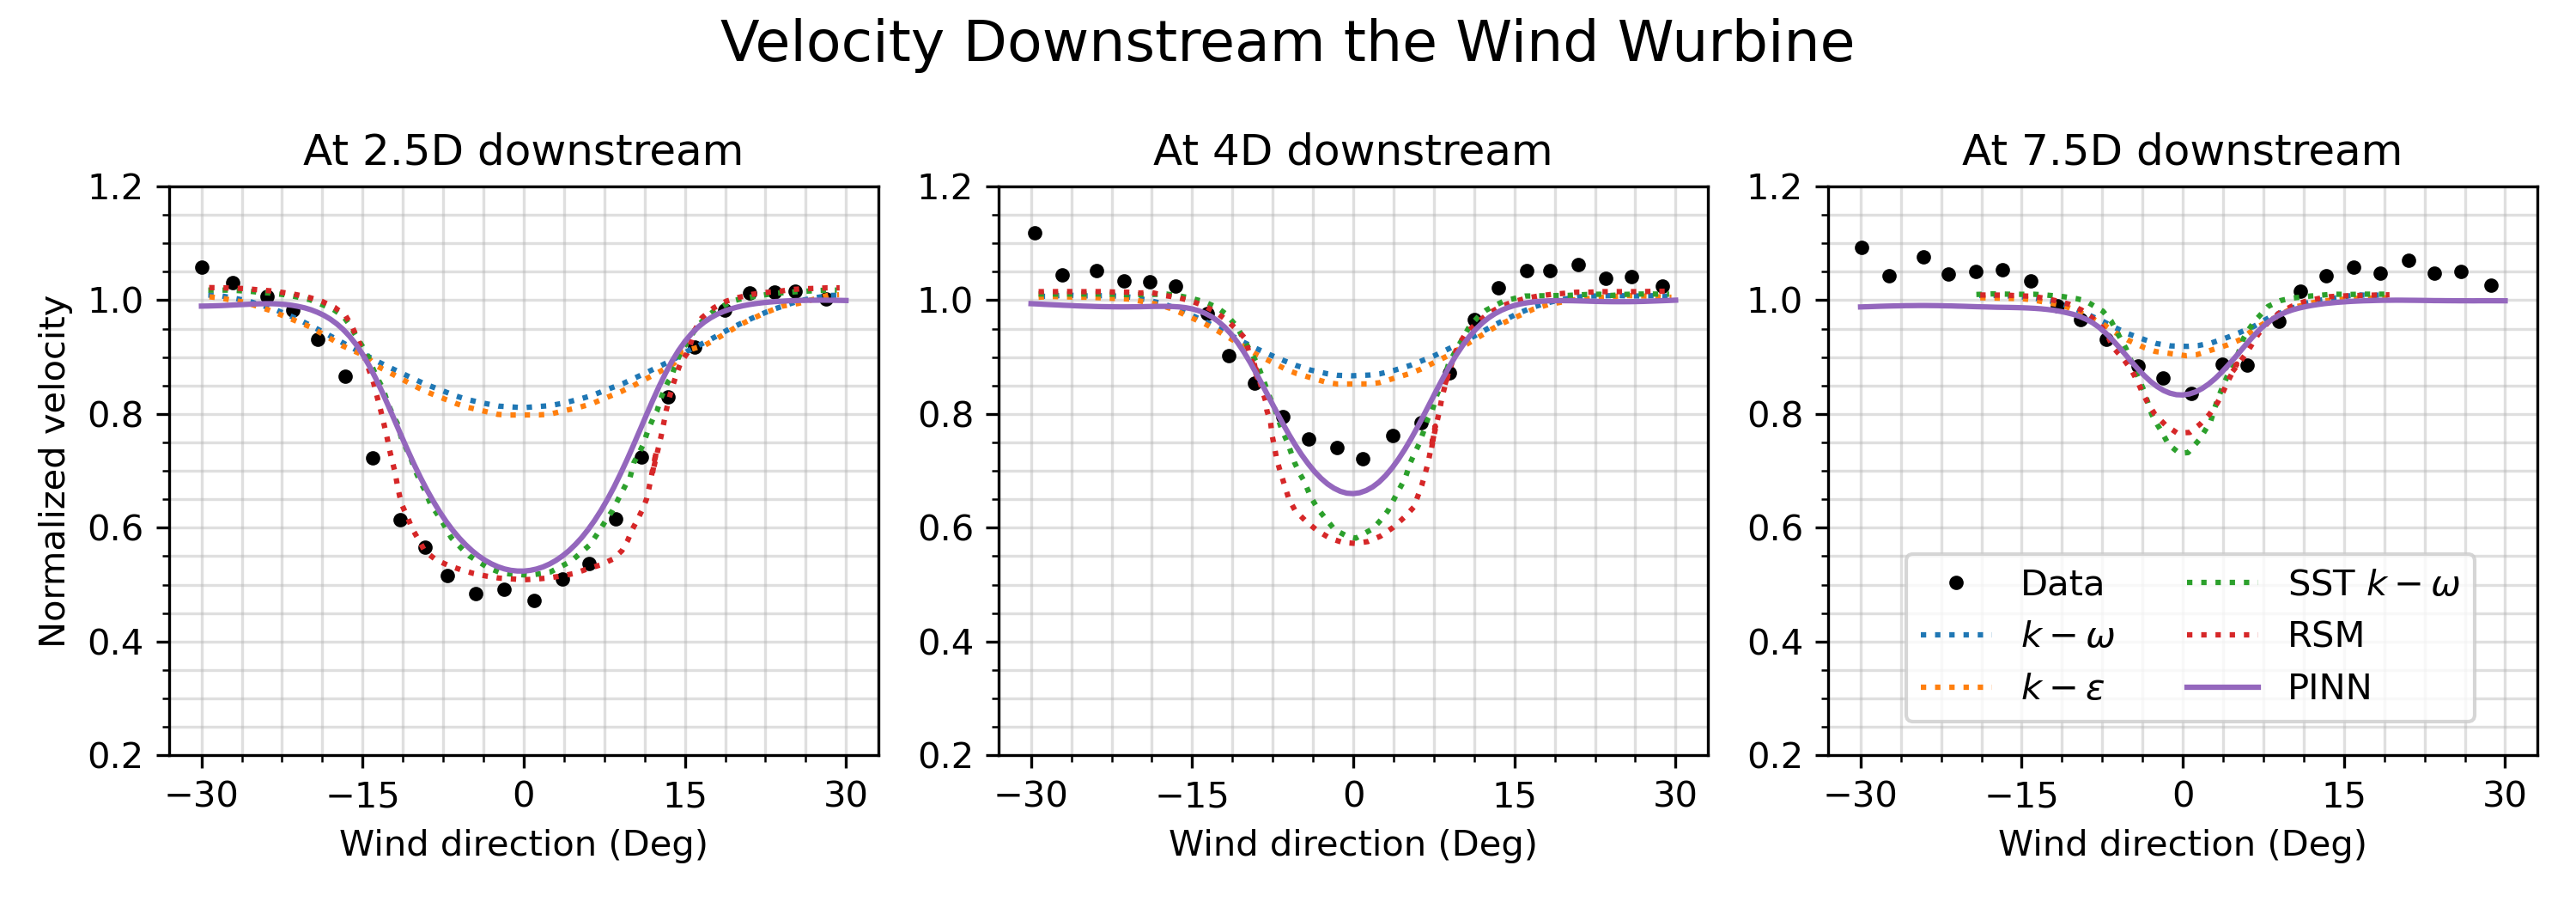 Velocity Downstream the Wind Wurbine
At 2.5D downstream
At 4D downstream
At 7.5D downstream
Normalized velocity
1.2
1.0
0.8
0.6
0.4
0.2
−30 −15 0 15 30
Wind direction (Deg)
1.2
1.0
0.8
0.6
0.4
0.2
−30 −15 0 15 30
Wind direction (Deg)
1.2
1.0
0.8
0.6
0.4
0.2
−30 −15 0 15 30
Wind direction (Deg)
Data
k − ω
k − ε
SST k − ω
RSM
PINN